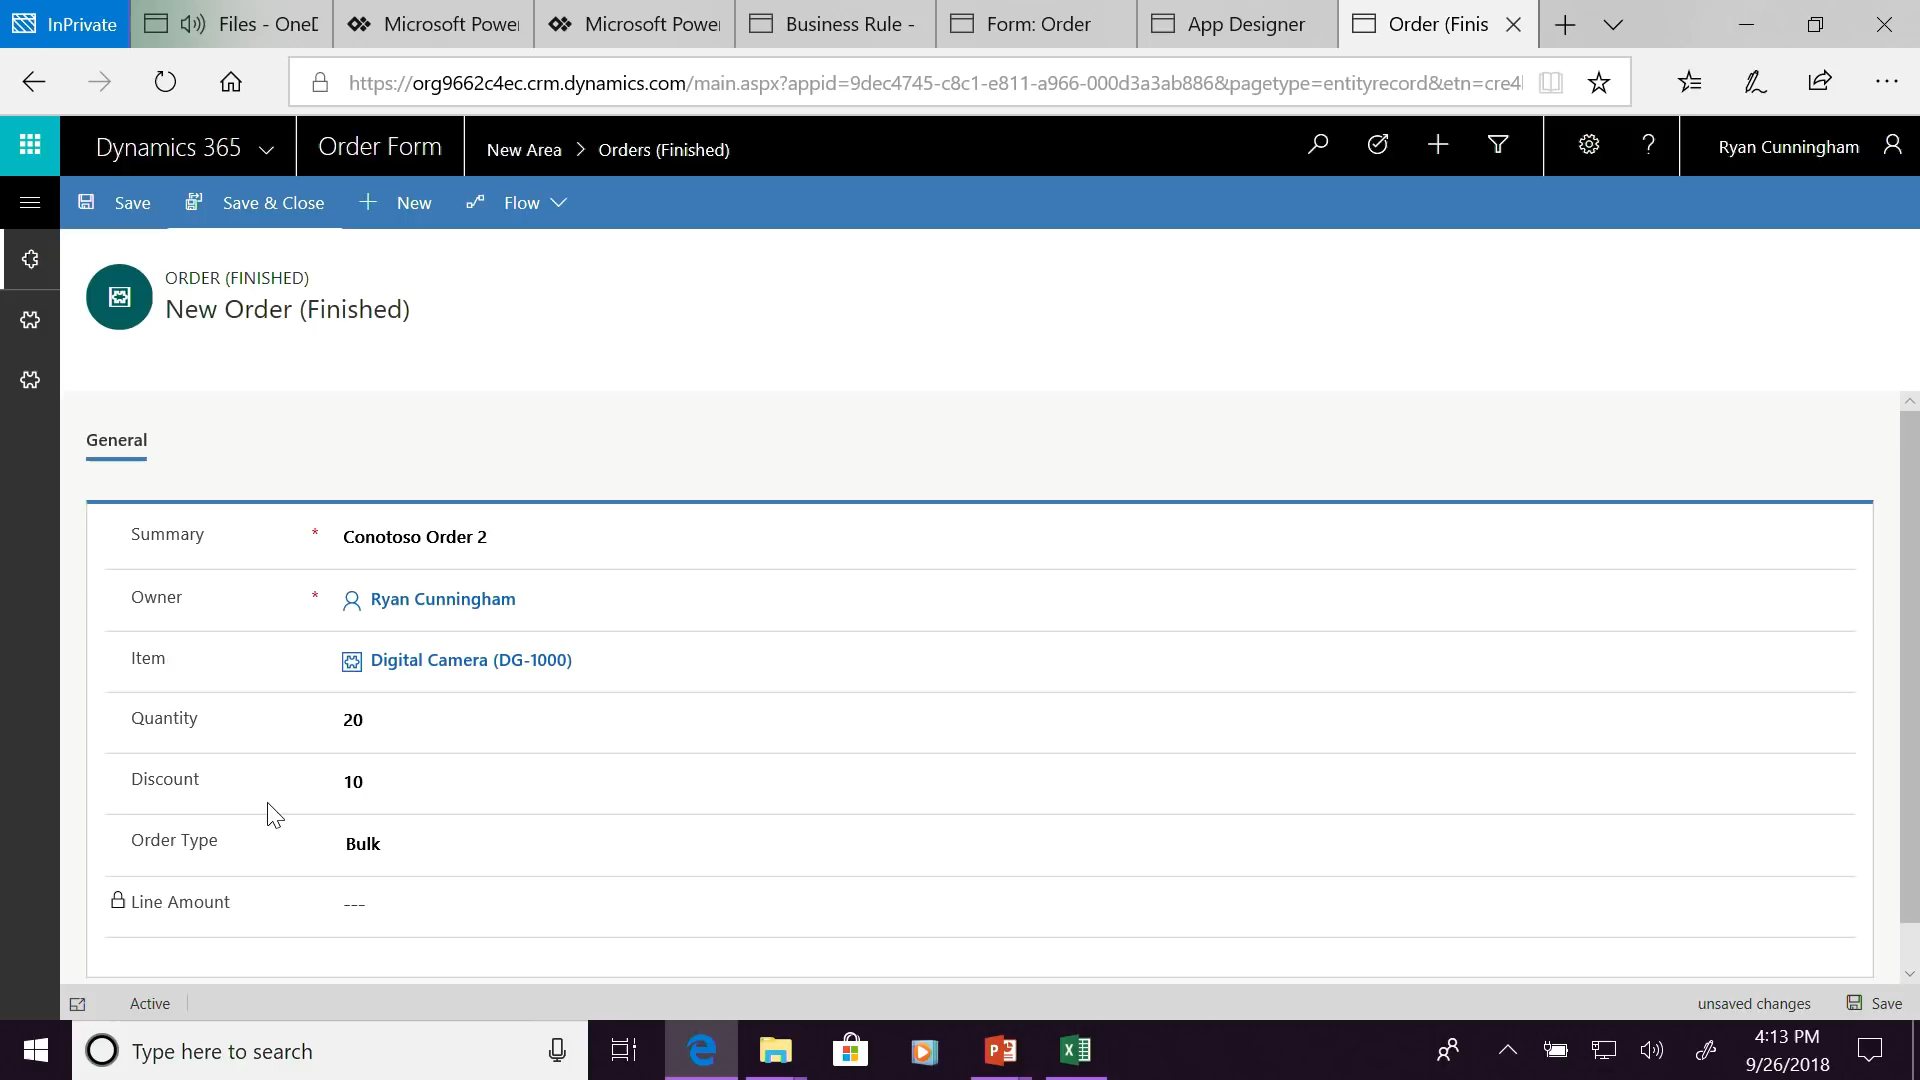 InPrivate
Files - OneD
Microsoft Power
Microsoft Power
Business Rule -
Form: Order
App Designer
Order (Finis
https://org9662c4ec.crm.dynamics.com/main.aspx?appid=9dec4745-c8c1-e811-a966-000d3a3ab886&pagetype=entityrecord&etn=cre4
Dynamics 365
Order Form
New Area > Orders (Finished)
Ryan Cunningham
Save
Save & Close
New
Flow
ORDER (FINISHED)
New Order (Finished)
General
Summary * Conotoso Order 2
Owner * Ryan Cunningham
Item Digital Camera (DG-1000)
Quantity 20
Discount 10
Order Type Bulk
Line Amount ---
Active
unsaved changes
Save
Type here to search
4:13 PM
9/26/2018